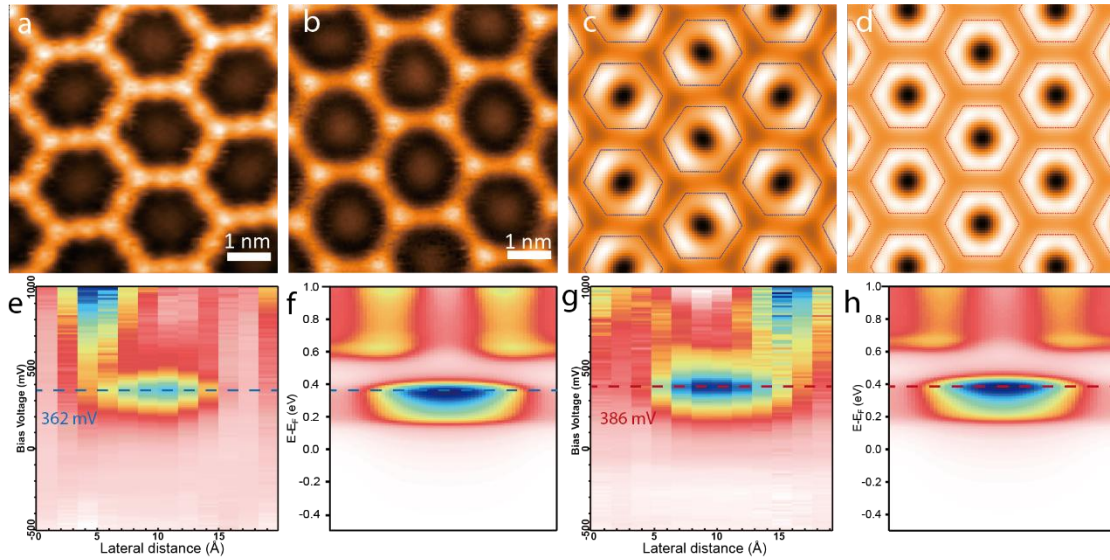 a
1 nm
b
1 nm
c
d
e
1000
500
0
-500
Bias Voltage (mV)
362 mV
0 5 10 15
Lateral distance (Å)
f
1.0
0.8
0.6
0.4
0.2
0.0
-0.2
-0.4
E-EF (eV)
g
1000
500
0
-500
Bias Voltage (mV)
386 mV
0 5 10 15
Lateral distance (Å)
h
1.0
0.8
0.6
0.4
0.2
0.0
-0.2
-0.4
E-EF (eV)